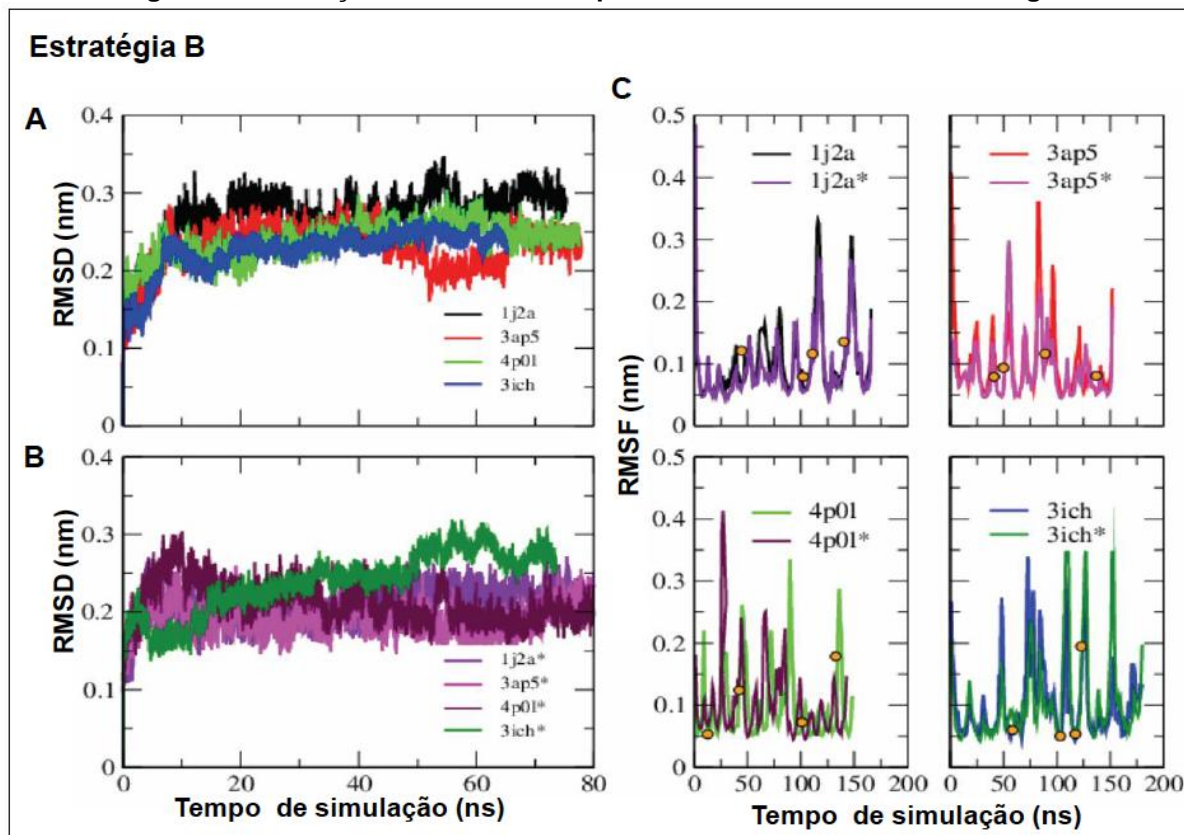 Estratégia B
A
0.4
0.3
0.2
0.1
0
RMSD (nm)
1j2a
3ap5
4p0l
3ich
B
0.4
0.3
0.2
0.1
0
RMSD (nm)
1j2a*
3ap5*
4p0l*
3ich*
0 20 40 60 80
Tempo de simulação (ns)
C
0.5
0.4
0.3
0.2
0.1
0
1j2a
1j2a*
3ap5
3ap5*
RMSF (nm)
0.5
0.4
0.3
0.2
0.1
0
4p0l
4p0l*
3ich
3ich*
0 50 100 150 200 0 50 100 150 200
Tempo de simulação (ns)